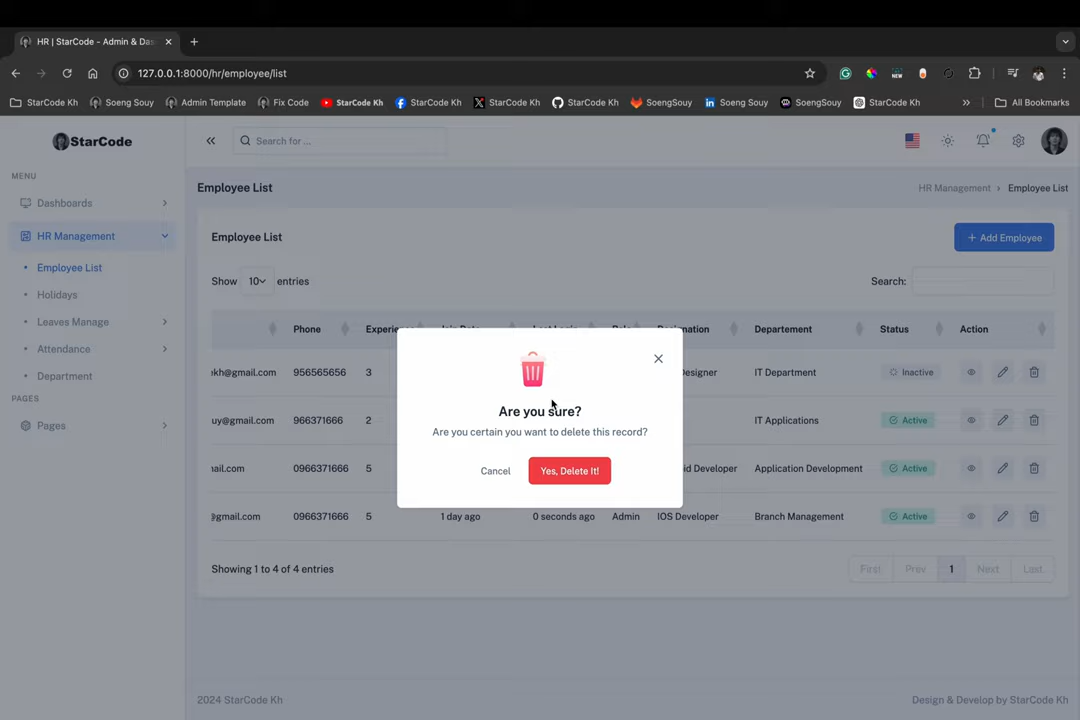 HR | StarCode - Admin & Das
127.0.0.1:8000/hr/employee/list
StarCode Kh Soeng Souy Admin Template Fix Code StarCode Kh StarCode Kh StarCode Kh StarCode Kh SoengSouy Soeng Souy SoengSouy StarCode Kh All Bookmarks
StarCode
Search for ...
MENU
Dashboards
HR Management
Employee List
Holidays
Leaves Manage
Attendance
Department
PAGES
Pages
Employee List
HR Management Employee List
Employee List
+ Add Employee
Show 10 entries
Search:
Phone Experience Join Date Last Login Role Designation Departement Status Action
kh@gmail.com 956565656 3 Designer IT Department Inactive
uy@gmail.com 966371666 2 IT Applications Active
ail.com 0966371666 5 id Developer Application Development Active
@gmail.com 0966371666 5 1 day ago 0 seconds ago Admin IOS Developer Branch Management Active
Showing 1 to 4 of 4 entries
First Prev 1 Next Last
Are you sure?
Are you certain you want to delete this record?
Cancel Yes, Delete It!
2024 StarCode Kh
Design & Develop by StarCode Kh